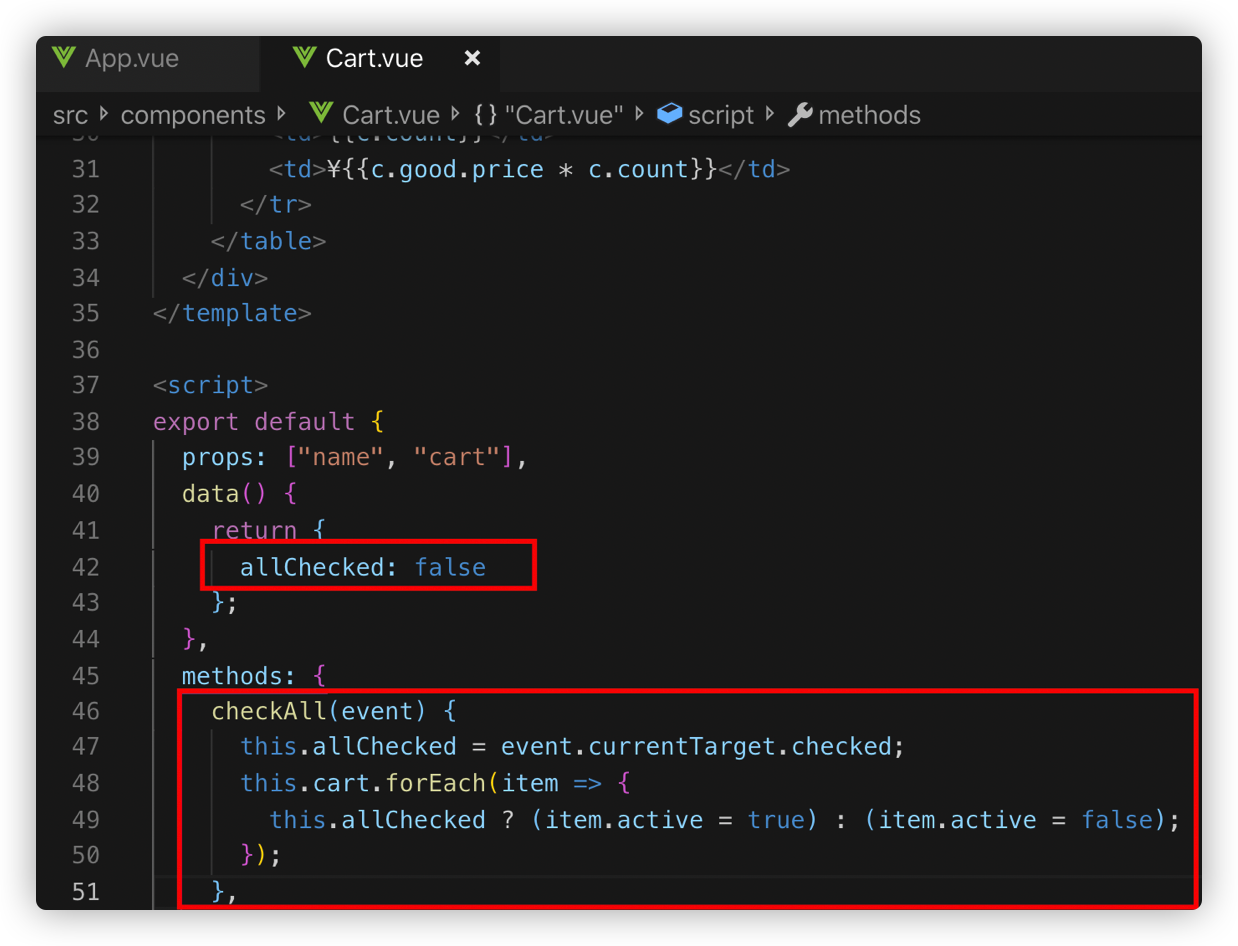 App.vue
Cart.vue ×
src components Cart.vue {} "Cart.vue" script methods
30 <td>{{c.count}}</td>
31 <td>¥{{c.good.price * c.count}}</td>
32 </tr>
33 </table>
34 </div>
35 </template>
36
37 <script>
38 export default {
39 props: ["name", "cart"],
40 data() {
41 return {
42 allChecked: false
43 };
44 },
45 methods: {
46 checkAll(event) {
47 this.allChecked = event.currentTarget.checked;
48 this.cart.forEach(item => {
49 this.allChecked ? (item.active = true) : (item.active = false);
50 });
51 },